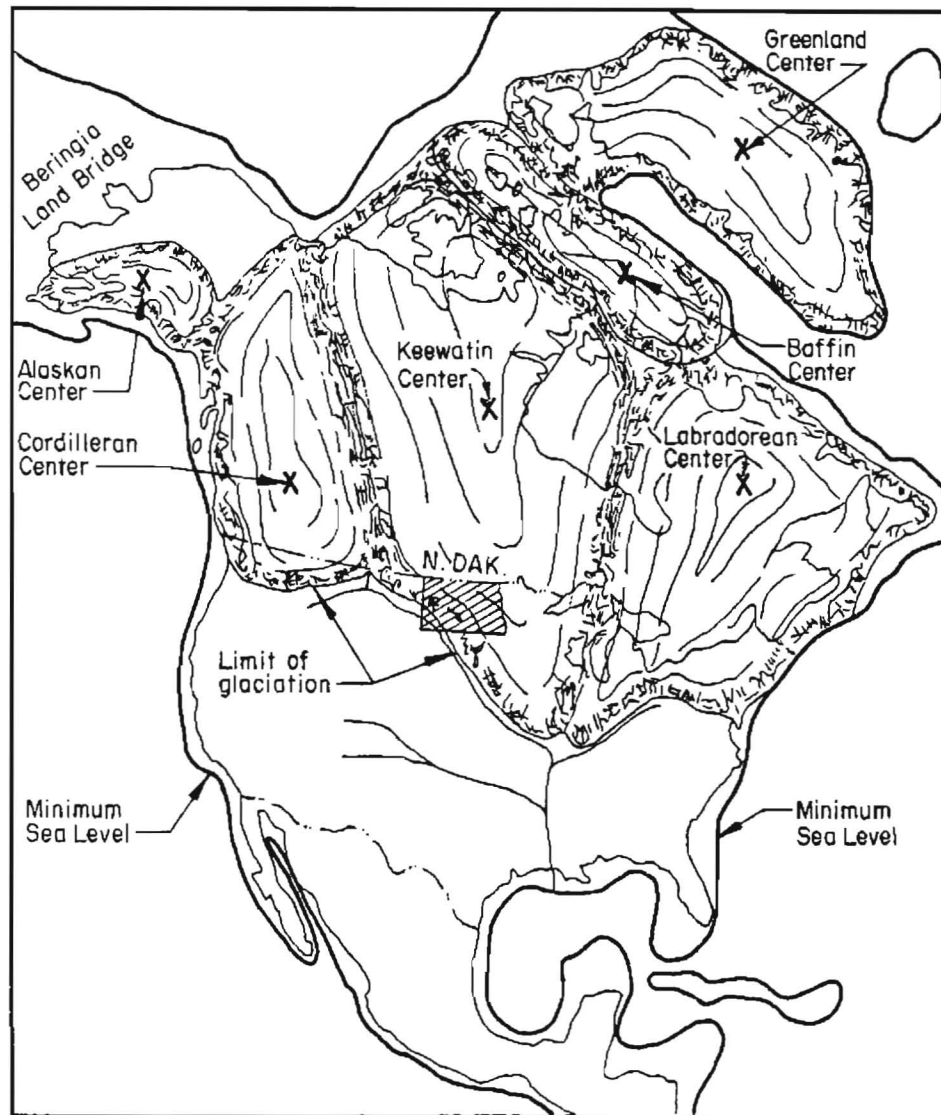 Greenland
Center
Beringia
Land Bridge
Alaskan
Center
Keewatin
Center
Baffin
Center
Cordilleran
Center
Labradorean
Center
N. DAK
Limit of
glaciation
Minimum
Sea Level
Minimum
Sea Level